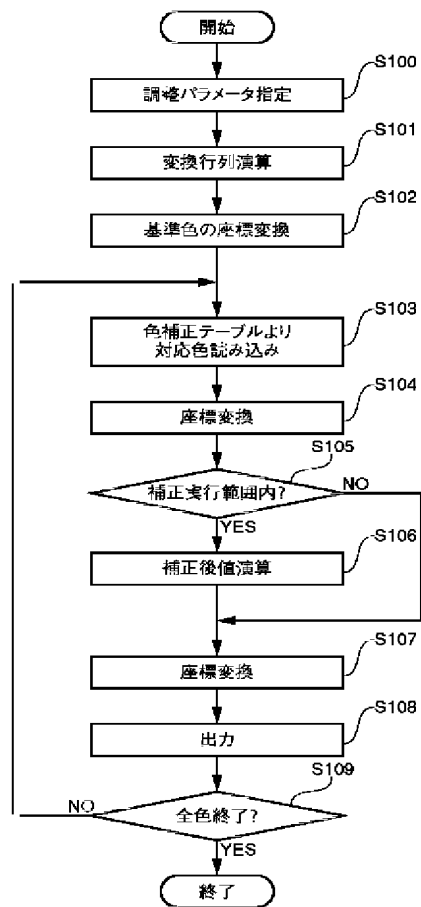 開始
S100
調整パラメータ指定
S101
変換行列演算
S102
基準色の座標変換
S103
色補正テーブルより
対応色読み込み
S104
座標変換
S105
補正実行範囲内?
NO
YES
S106
補正後値演算
S107
座標変換
S108
出力
S109
全色終了?
NO
YES
終了